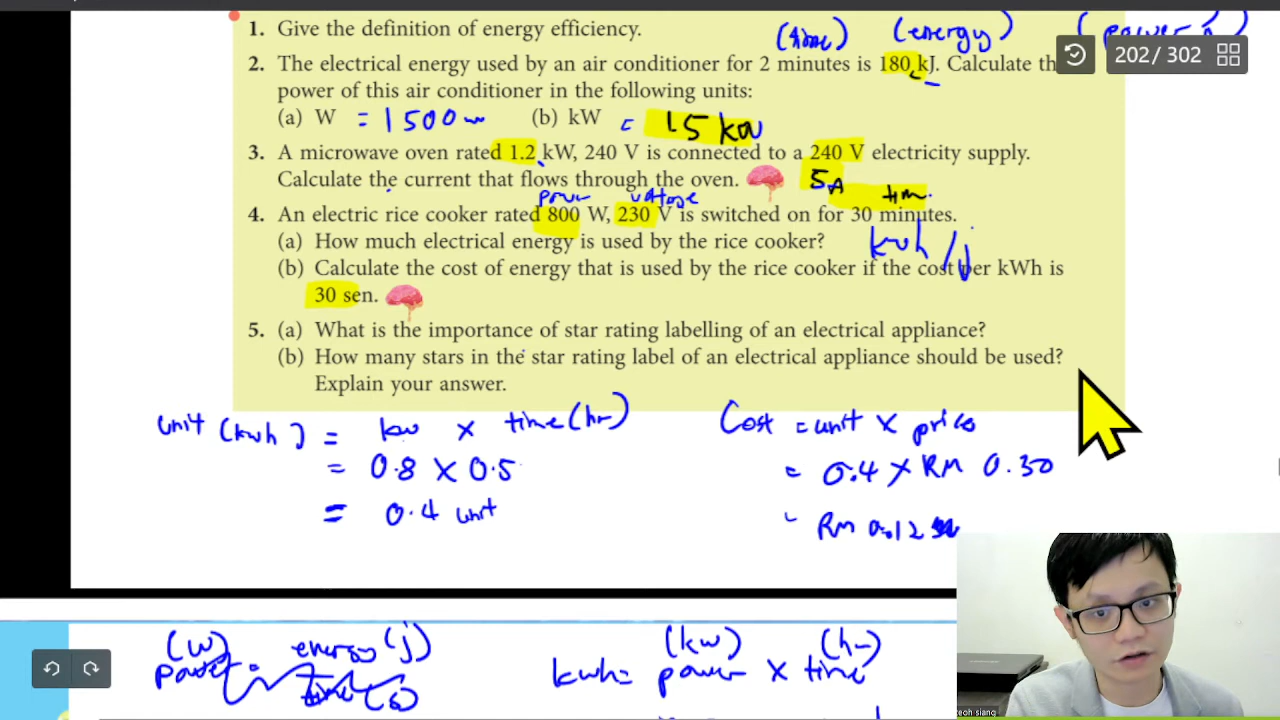 1. Give the definition of energy efficiency.
(time) (energy) (power
202 / 302
2. The electrical energy used by an air conditioner for 2 minutes is 180 kJ. Calculate th
power of this air conditioner in the following units:
(a) W = 1500 w (b) kW = 1.5 kw
3. A microwave oven rated 1.2 kW, 240 V is connected to a 240 V electricity supply.
Calculate the current that flows through the oven. 5A
power voltage time
4. An electric rice cooker rated 800 W, 230 V is switched on for 30 minutes.
(a) How much electrical energy is used by the rice cooker? kwh / j
(b) Calculate the cost of energy that is used by the rice cooker if the cost per kWh is
30 sen.
5. (a) What is the importance of star rating labelling of an electrical appliance?
(b) How many stars in the star rating label of an electrical appliance should be used?
Explain your answer.
unit (kwh) = kw x time (hr)
= 0.8 x 0.5
= 0.4 unit
Cost = unit x price
= 0.4 x RM 0.30
= RM 0.12
(w) energy (j)
power = time (s)
(kw) (hr)
kwh = power x time
teoh siang